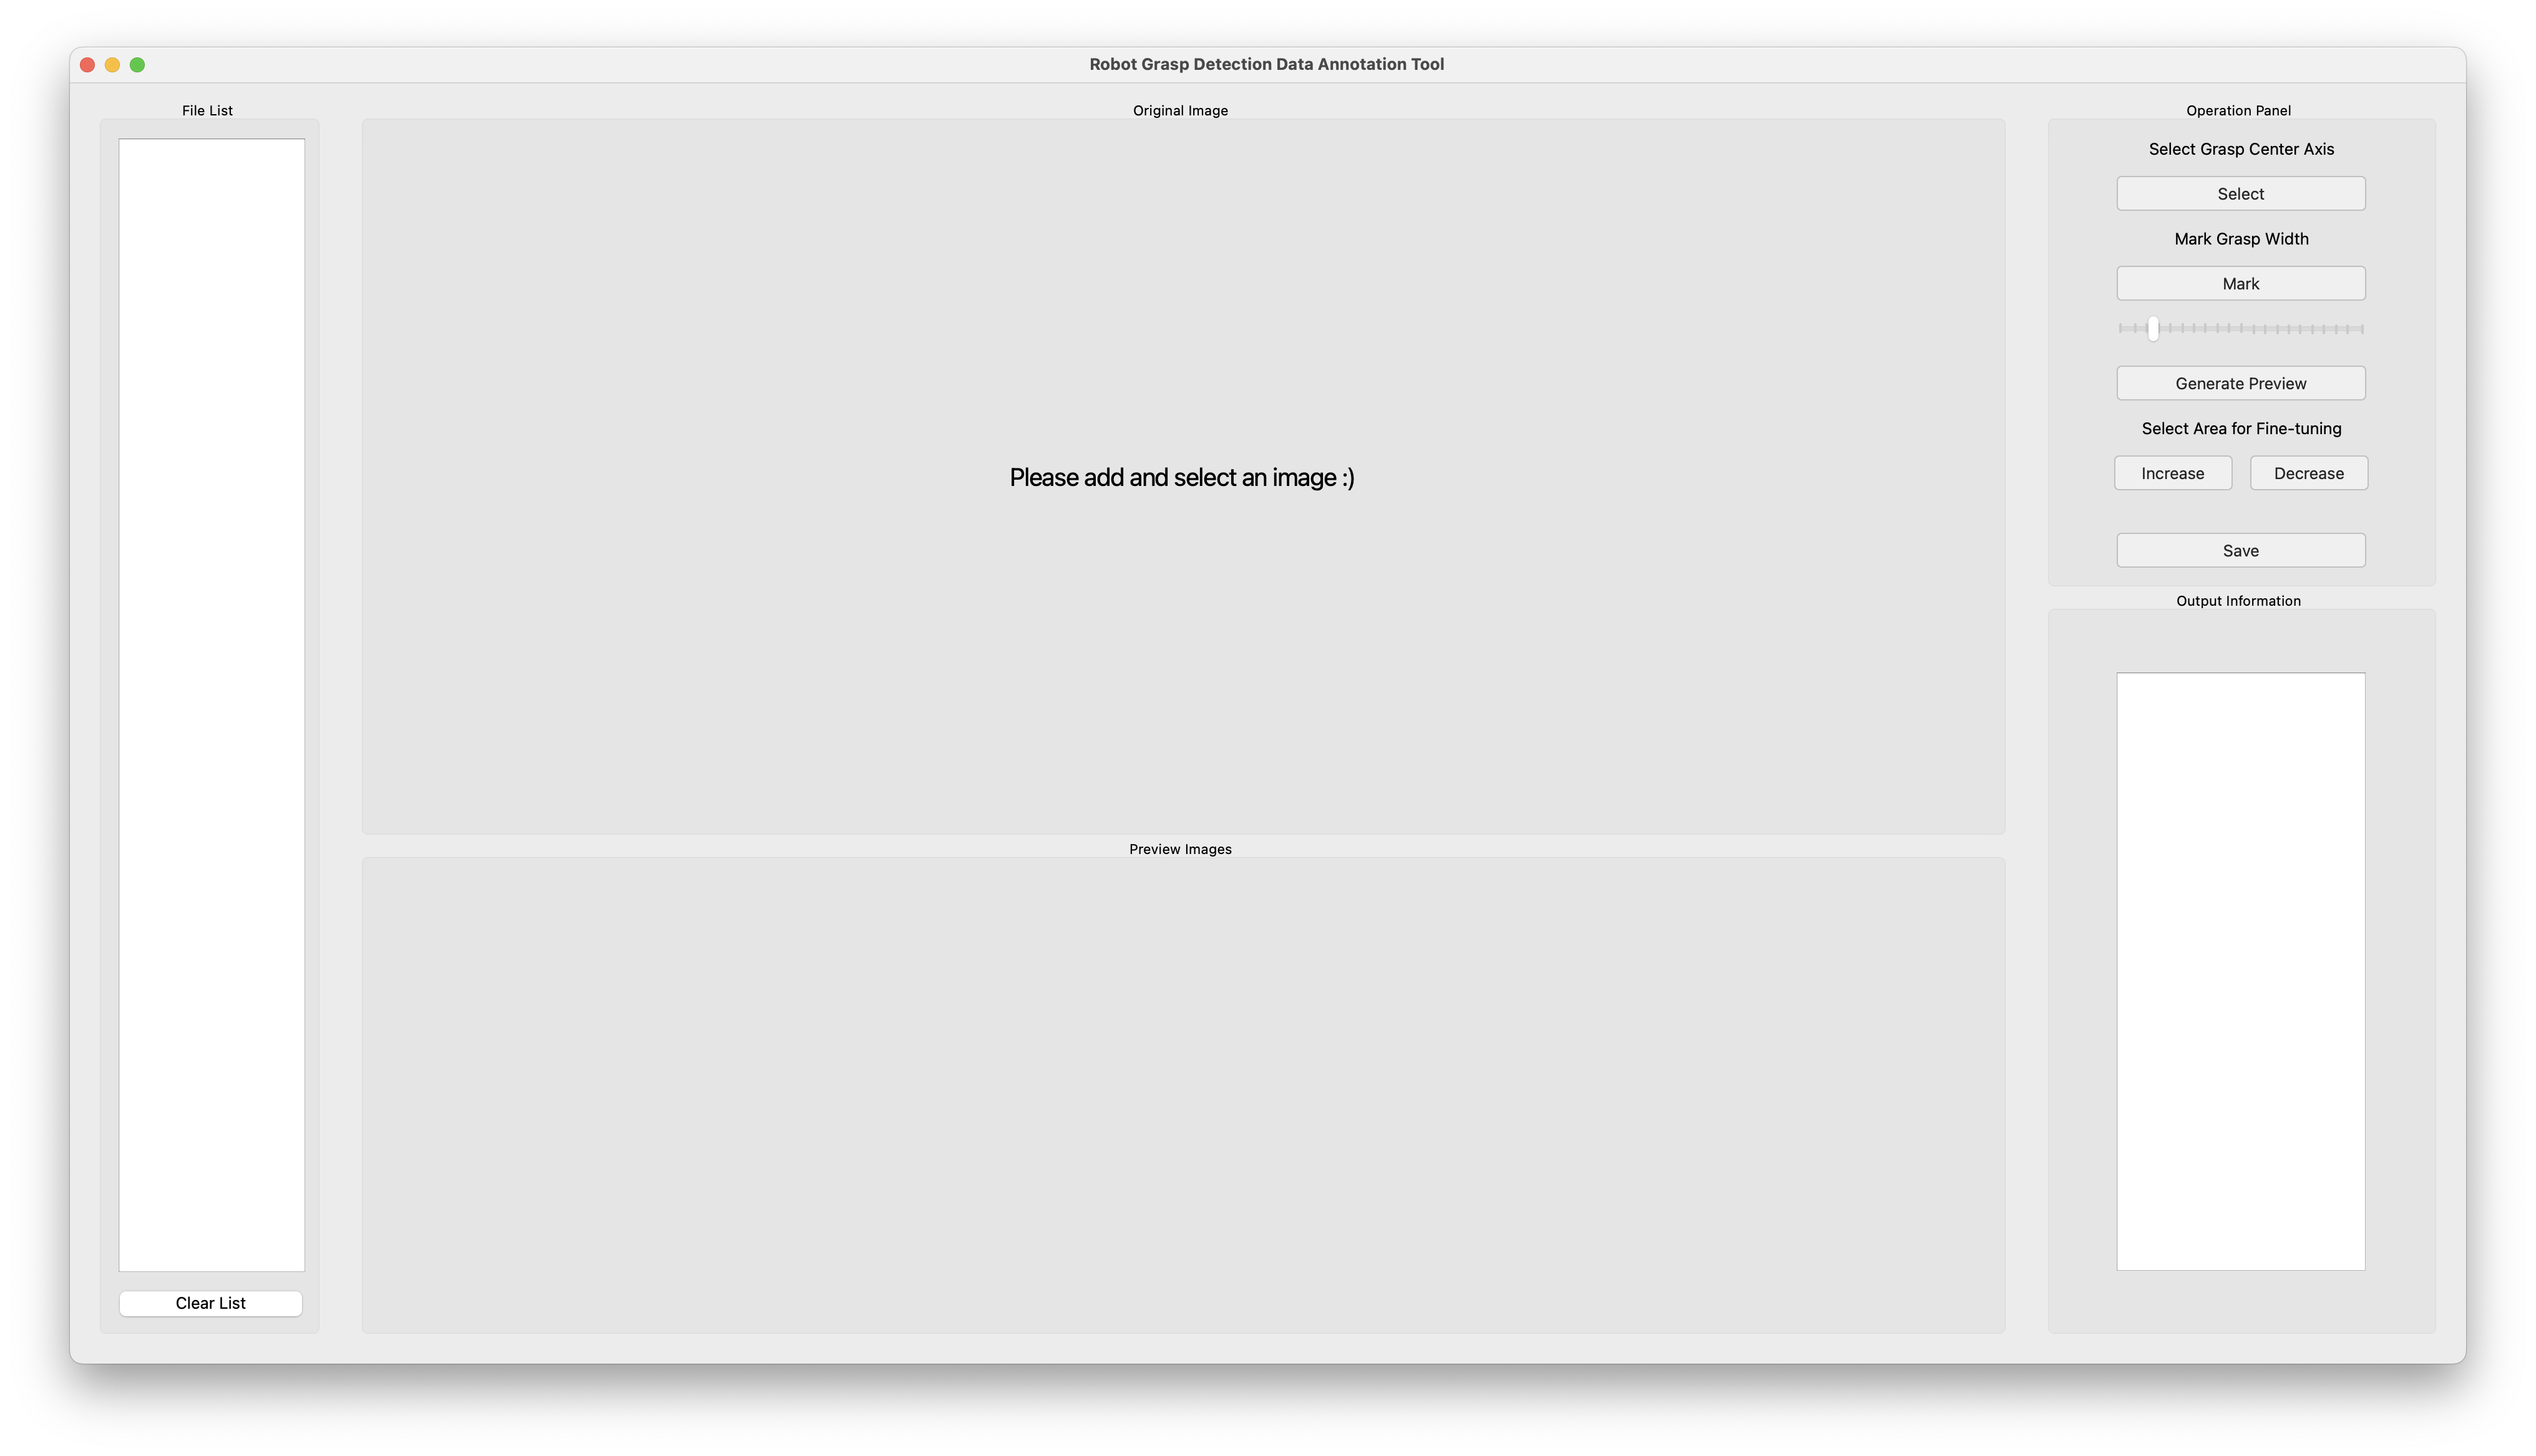 Robot Grasp Detection Data Annotation Tool
File List
Clear List
Original Image
Please add and select an image :)
Preview Images
Operation Panel
Select Grasp Center Axis
Select
Mark Grasp Width
Mark
Generate Preview
Select Area for Fine-tuning
Increase Decrease
Save
Output Information